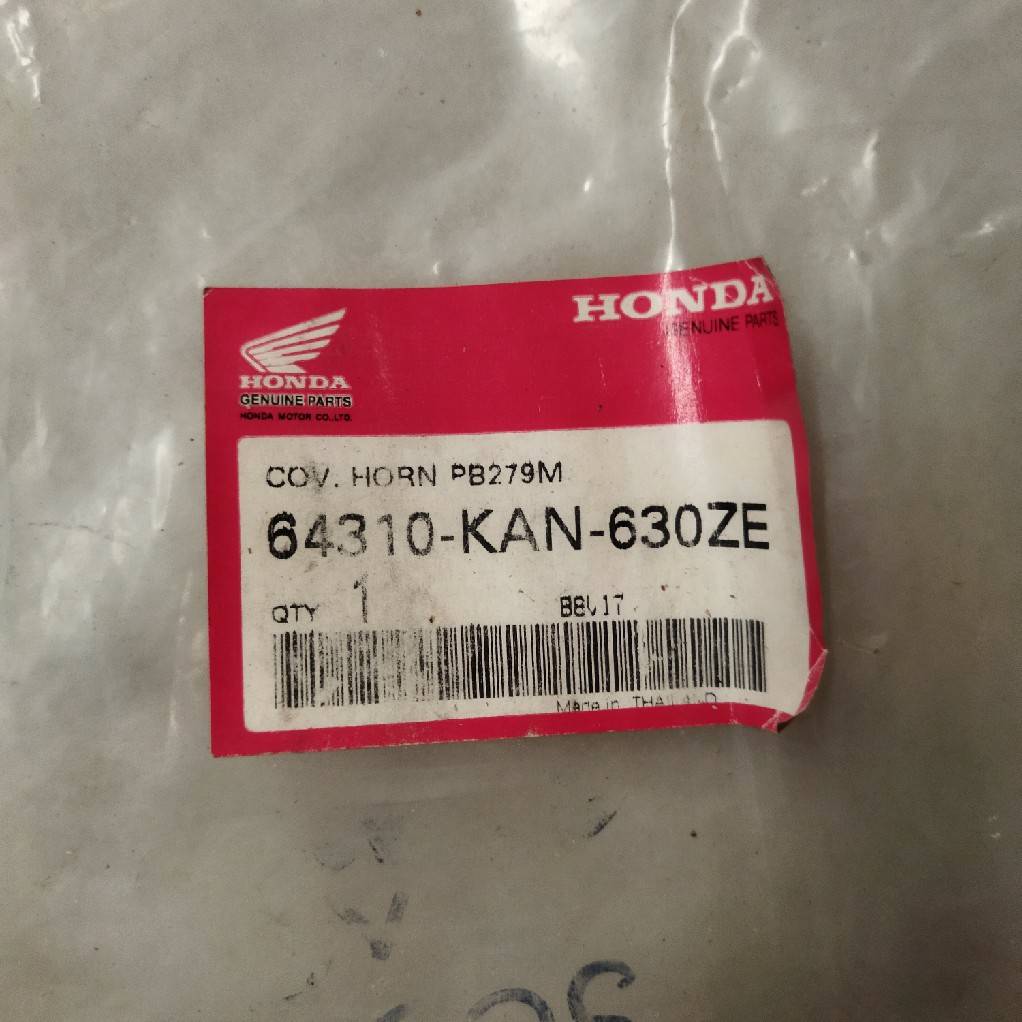 HONDA
GENUINE PARTS
HONDA
GENUINE PARTS
HONDA MOTOR CO.,LTD.
COV. HORN PB279M
64310-KAN-630ZE
QTY 1
Made in THAILAND